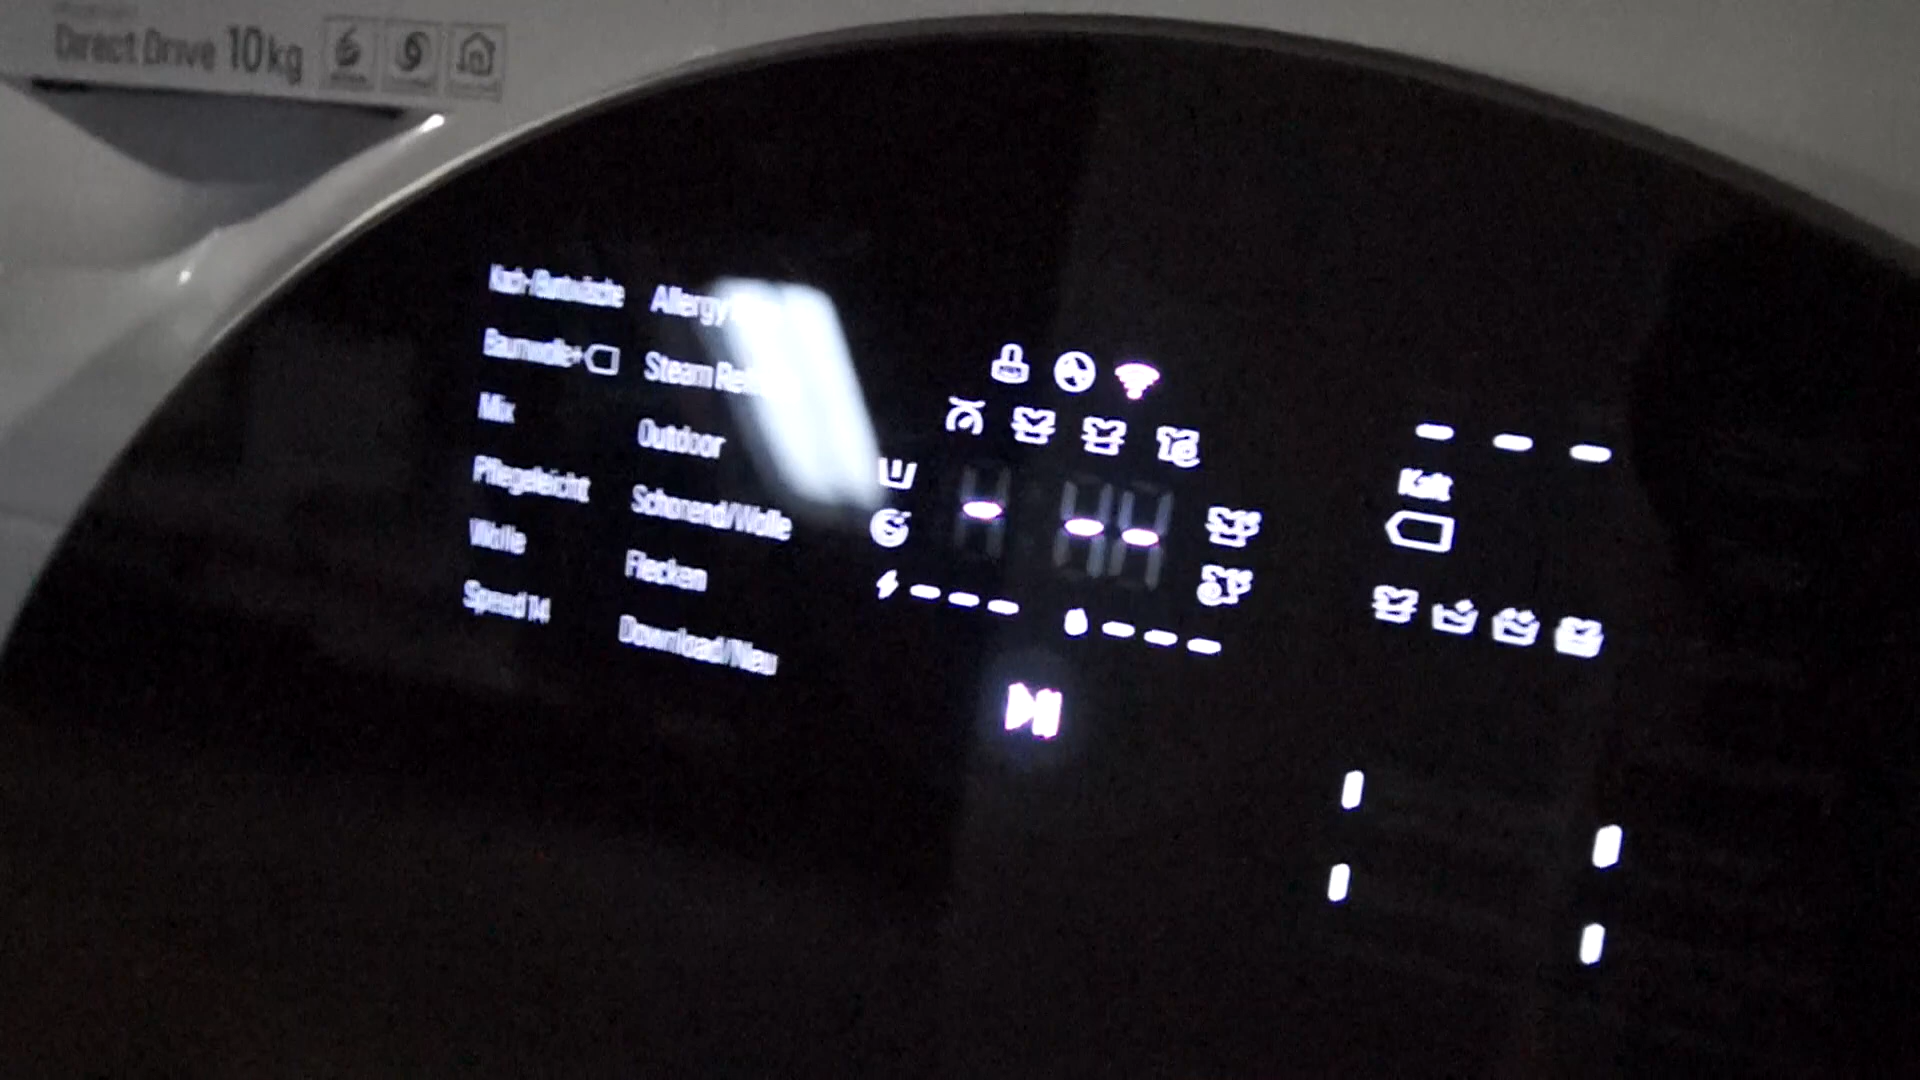 Direct Drive 10kg
Koch-/Buntwäsche
Baumwolle+
Mix
Pflegeleicht
Wolle
Speed 14
Allergy
Steam
Outdoor
Schonend/Wolle
Flecken
Download/Neu
- --
- - -
Kalt